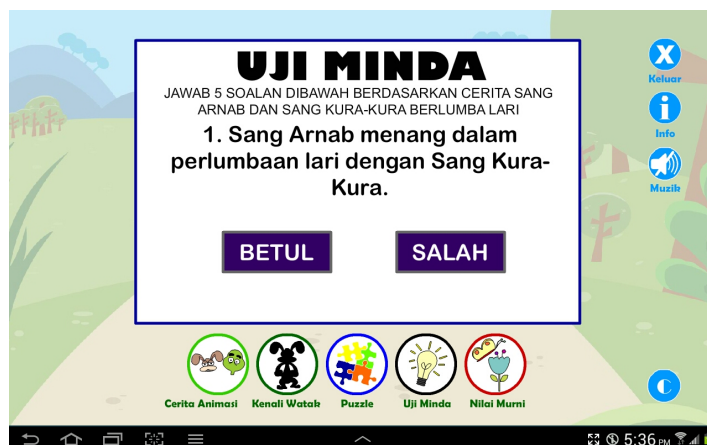 UJI MINDA
JAWAB 5 SOALAN DIBAWAH BERDASARKAN CERITA SANG
ARNAB DAN SANG KURA-KURA BERLUMBA LARI
1. Sang Arnab menang dalam
perlumbaan lari dengan Sang Kura-
Kura.
BETUL
SALAH
X
Keluar
i
Info
Muzik
Cerita Animasi
Kenali Watak
Puzzle
Uji Minda
Nilai Murni
C
5:36 PM